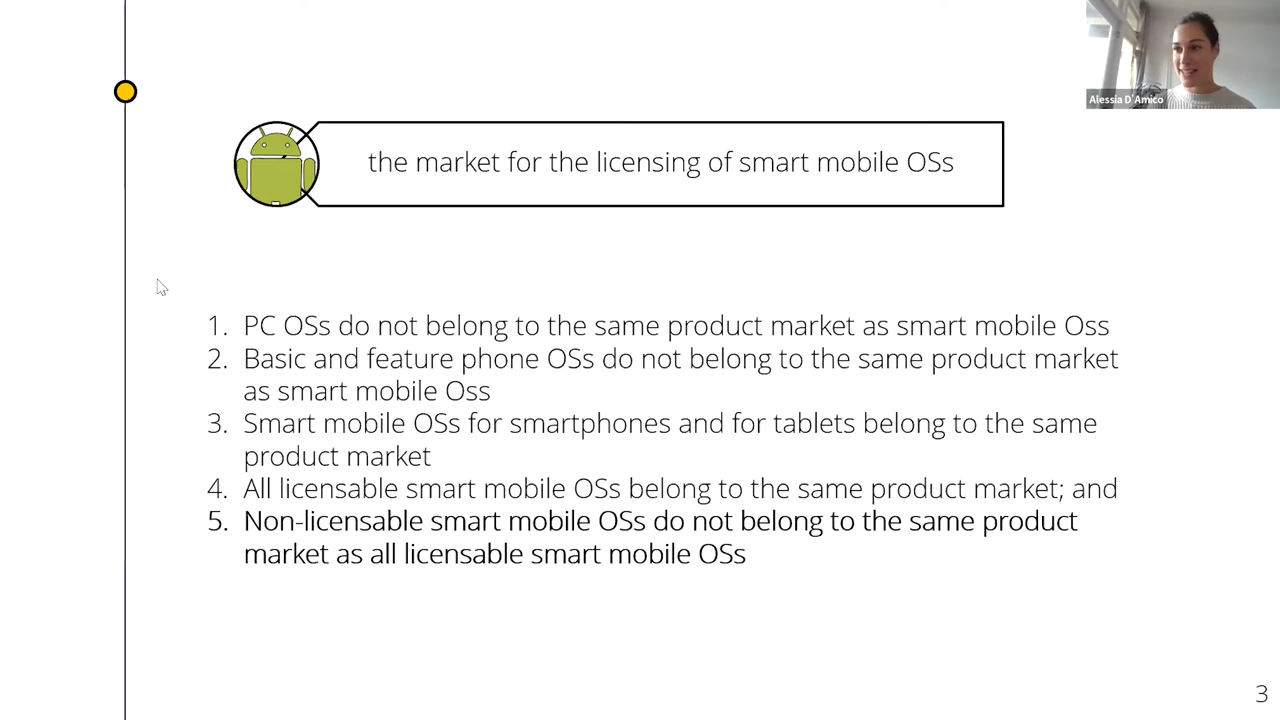 Alessia D'Amico
the market for the licensing of smart mobile OSs
1. PC OSs do not belong to the same product market as smart mobile Oss
2. Basic and feature phone OSs do not belong to the same product market
as smart mobile Oss
3. Smart mobile OSs for smartphones and for tablets belong to the same
product market
4. All licensable smart mobile OSs belong to the same product market; and
5. Non-licensable smart mobile OSs do not belong to the same product
market as all licensable smart mobile OSs
3